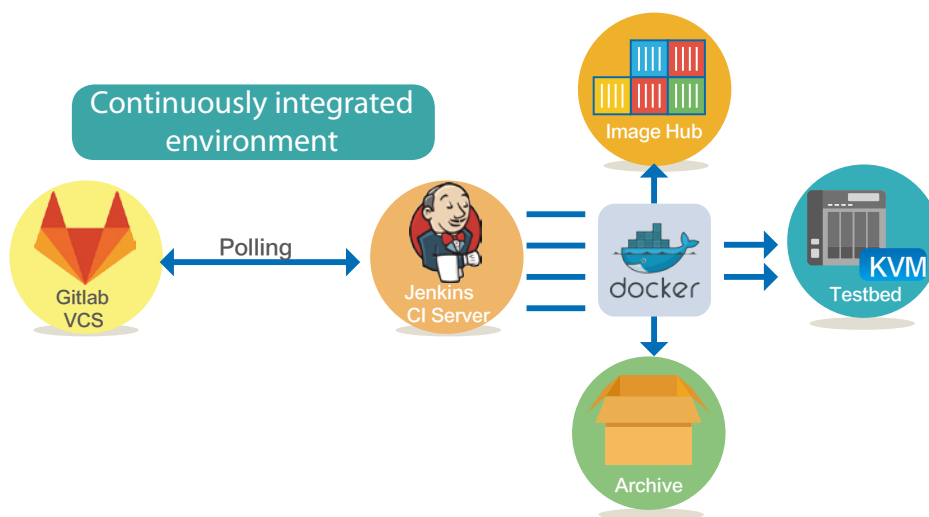 Continuously integrated
environment
Image Hub
Polling
Gitlab
VCS
Jenkins
CI Server
docker
KVM
Testbed
Archive